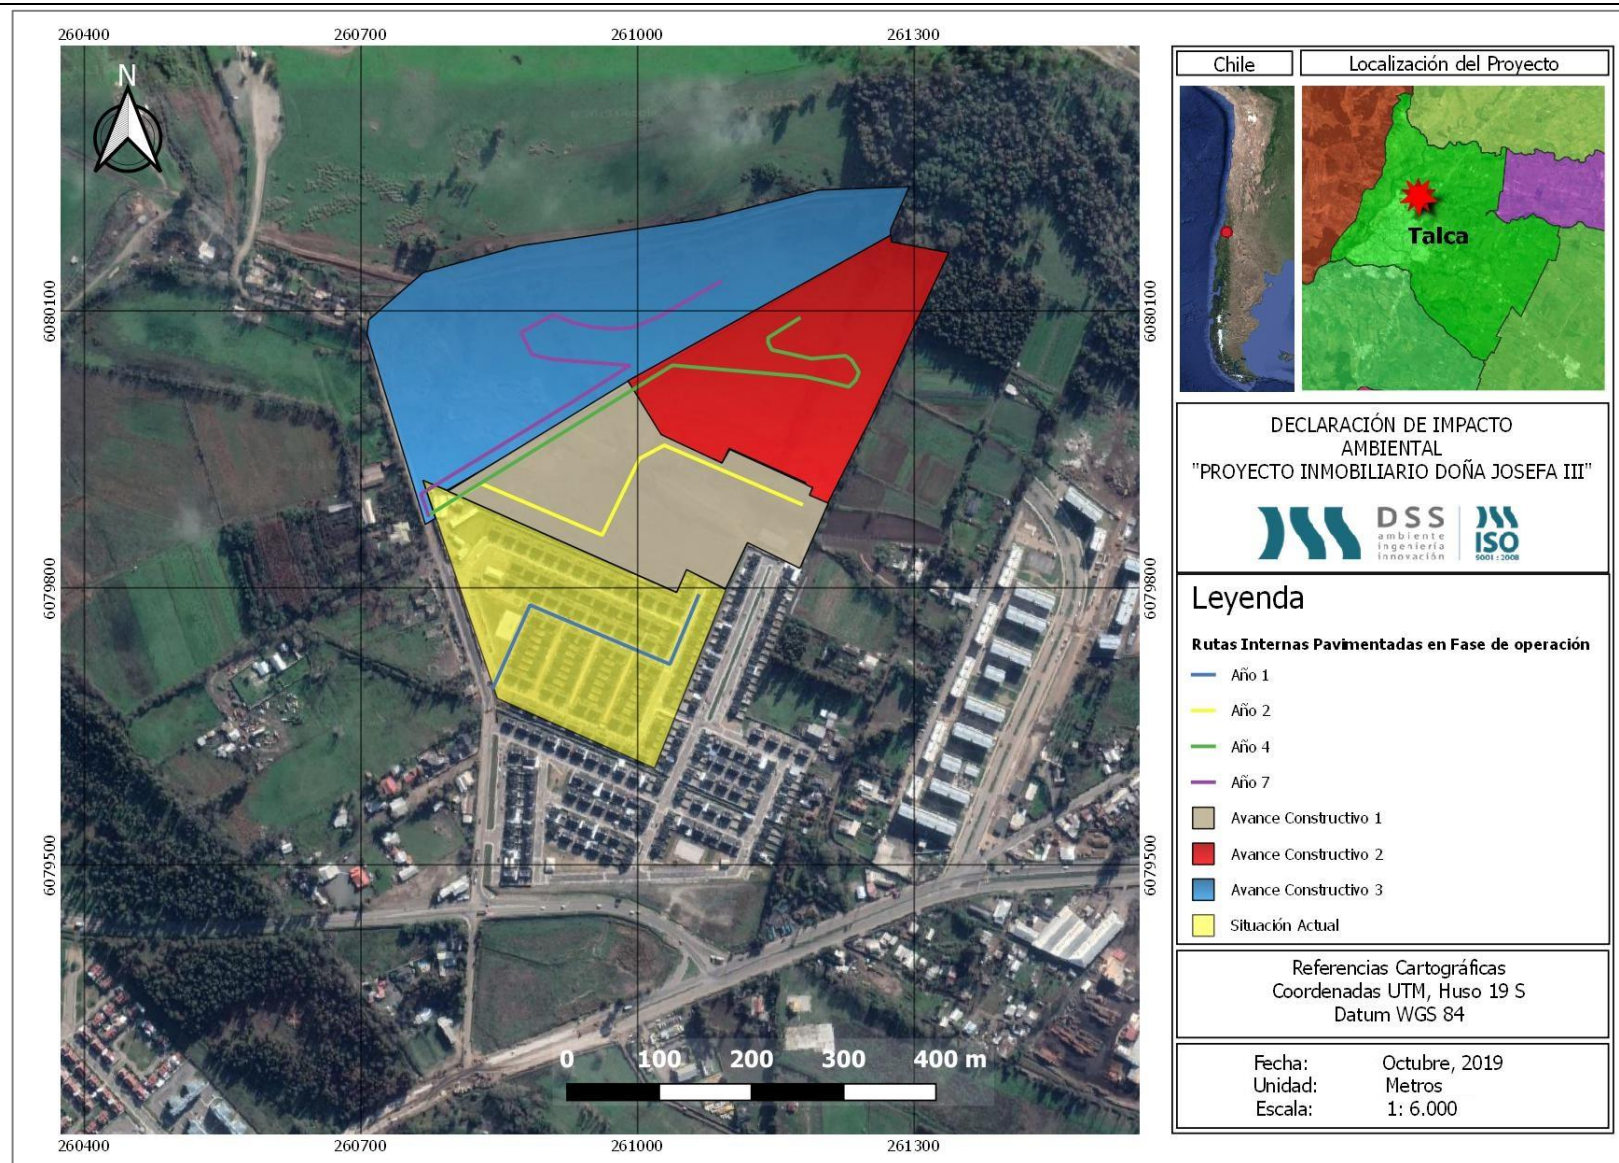 260400
260700
261000
261300
N
6080100
6080100
6079800
6079800
6079500
6079500
0 100 200 300 400 m
260400
260700
261000
261300
Chile
Localización del Proyecto
Talca
DECLARACIÓN DE IMPACTO
AMBIENTAL
"PROYECTO INMOBILIARIO DOÑA JOSEFA III"
DSS
ambiente
ingeniería
innovación
ISO
9001 : 2008
Leyenda
Rutas Internas Pavimentadas en Fase de operación
Año 1
Año 2
Año 4
Año 7
Avance Constructivo 1
Avance Constructivo 2
Avance Constructivo 3
Situación Actual
Referencias Cartográficas
Coordenadas UTM, Huso 19 S
Datum WGS 84
Fecha: Octubre, 2019
Unidad: Metros
Escala: 1: 6.000